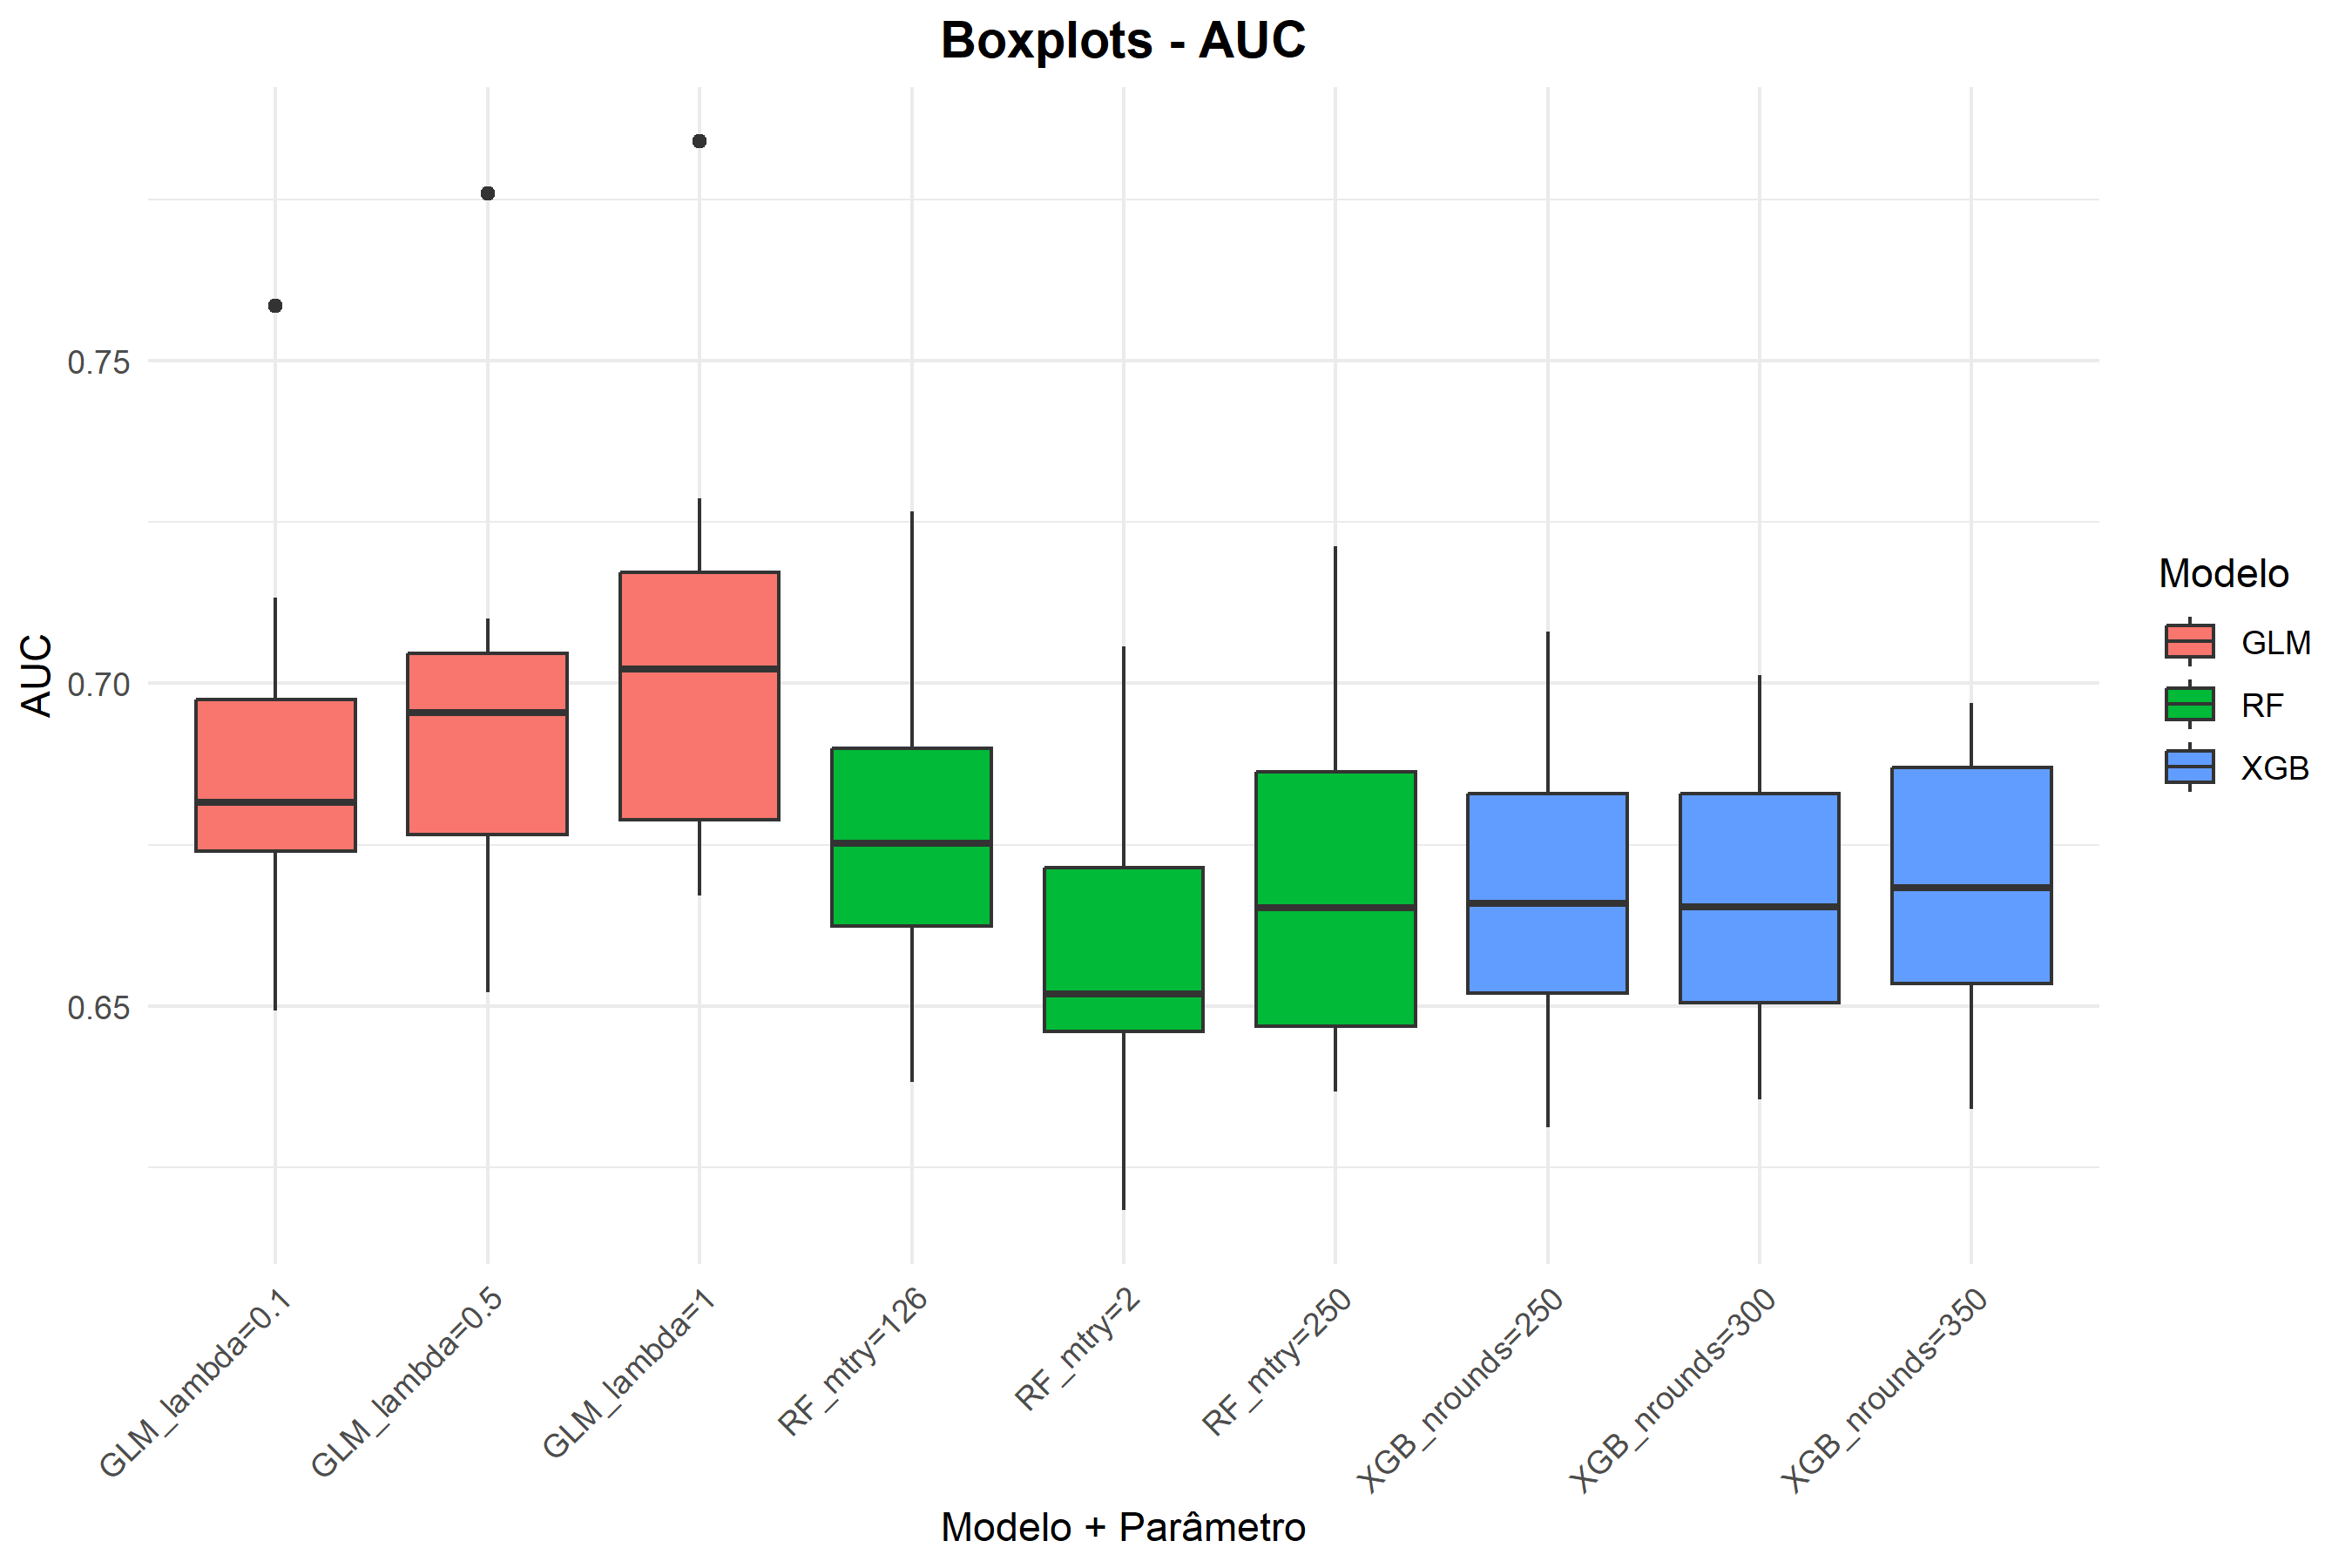 Boxplots - AUC
AUC
0.75
0.70
0.65
GLM_lambda=0.1
GLM_lambda=0.5
GLM_lambda=1
RF_mtry=126
RF_mtry=2
RF_mtry=250
XGB_nrounds=250
XGB_nrounds=300
XGB_nrounds=350
Modelo + Parâmetro
Modelo
GLM
RF
XGB